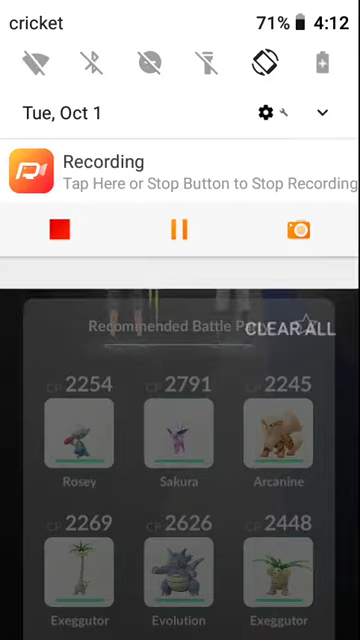 cricket 71% 4:12
Tue, Oct 1
Recording
Tap Here or Stop Button to Stop Recording
Recommended Battle P
CLEAR ALL
CP 2254 CP 2791 CP 2245
Rosey Sakura Arcanine
CP 2269 CP 2626 CP 2448
Exeggutor Evolution Exeggutor